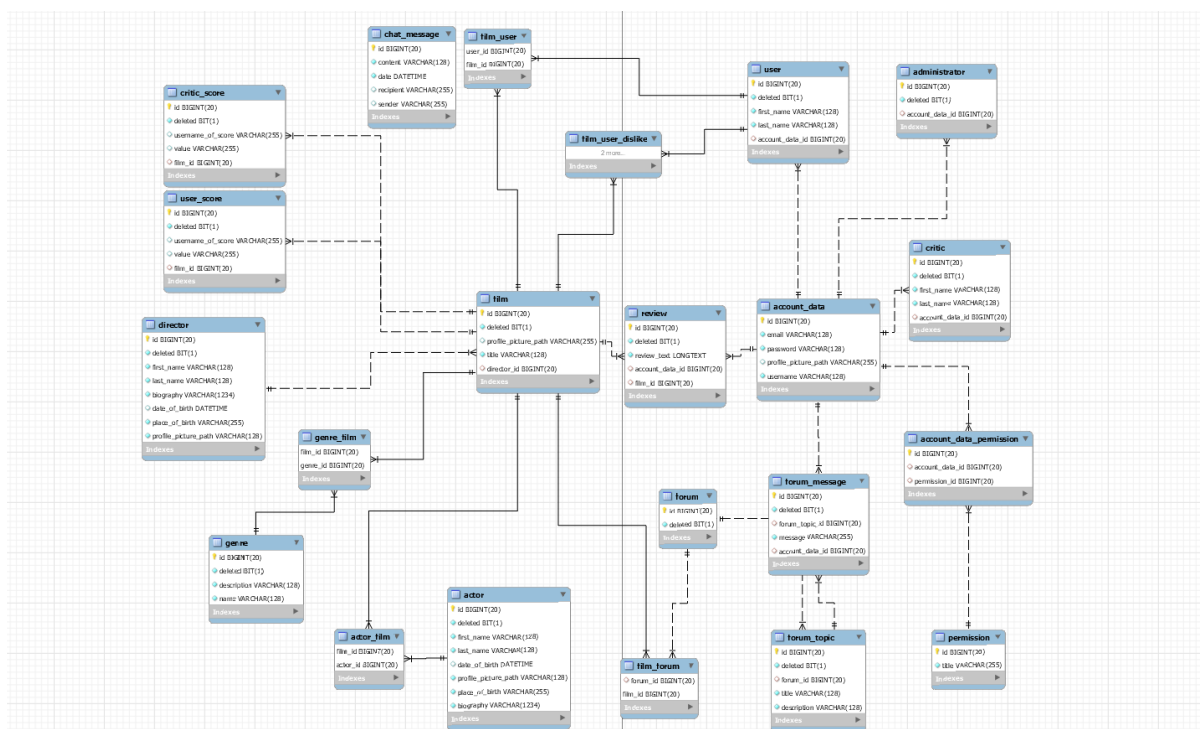 chat_message
id BIGINT(20)
content VARCHAR(128)
data DATETIME
recipient VARCHAR(255)
sender VARCHAR(255)
Indexes
film_user
user_id BIGINT(20)
film_id BIGINT(20)
Indexes
user
id BIGINT(20)
deleted BIT(1)
first_name VARCHAR(128)
last_name VARCHAR(128)
account_data_id BIGINT(20)
Indexes
administrator
id BIGINT(20)
deleted BIT(1)
account_data_id BIGINT(20)
Indexes
critic_score
id BIGINT(20)
deleted BIT(1)
username_of_score VARCHAR(255)
value VARCHAR(255)
film_id BIGINT(20)
Indexes
film_user_dislike
2 more...
Indexes
user_score
id BIGINT(20)
deleted BIT(1)
username_of_score VARCHAR(255)
value VARCHAR(255)
film_id BIGINT(20)
Indexes
critic
id BIGINT(20)
deleted BIT(1)
first_name VARCHAR(128)
last_name VARCHAR(128)
account_data_id BIGINT(20)
Indexes
film
id BIGINT(20)
deleted BIT(1)
profile_picture_path VARCHAR(255)
title VARCHAR(128)
director_id BIGINT(20)
Indexes
review
id BIGINT(20)
deleted BIT(1)
review_text LONGTEXT
account_data_id BIGINT(20)
film_id BIGINT(20)
Indexes
account_data
id BIGINT(20)
email VARCHAR(128)
password VARCHAR(128)
profile_picture_path VARCHAR(255)
username VARCHAR(128)
Indexes
director
id BIGINT(20)
deleted BIT(1)
first_name VARCHAR(128)
last_name VARCHAR(128)
biography VARCHAR(1234)
date_of_birth DATETIME
place_of_birth VARCHAR(255)
profile_picture_path VARCHAR(128)
Indexes
genre_film
film_id BIGINT(20)
genre_id BIGINT(20)
Indexes
account_data_permission
id BIGINT(20)
account_data_id BIGINT(20)
permission_id BIGINT(20)
Indexes
forum
id BIGINT(20)
deleted BIT(1)
Indexes
forum_message
id BIGINT(20)
deleted BIT(1)
forum_topic_id BIGINT(20)
message VARCHAR(255)
account_data_id BIGINT(20)
Indexes
genre
id BIGINT(20)
deleted BIT(1)
description VARCHAR(128)
name VARCHAR(128)
Indexes
actor
id BIGINT(20)
deleted BIT(1)
first_name VARCHAR(128)
last_name VARCHAR(128)
date_of_birth DATETIME
profile_picture_path VARCHAR(128)
place_of_birth VARCHAR(255)
biography VARCHAR(1234)
Indexes
actor_film
film_id BIGINT(20)
actor_id BIGINT(20)
Indexes
film_forum
forum_id BIGINT(20)
film_id BIGINT(20)
Indexes
forum_topic
id BIGINT(20)
deleted BIT(1)
forum_id BIGINT(20)
title VARCHAR(128)
description VARCHAR(128)
Indexes
permission
id BIGINT(20)
title VARCHAR(255)
Indexes